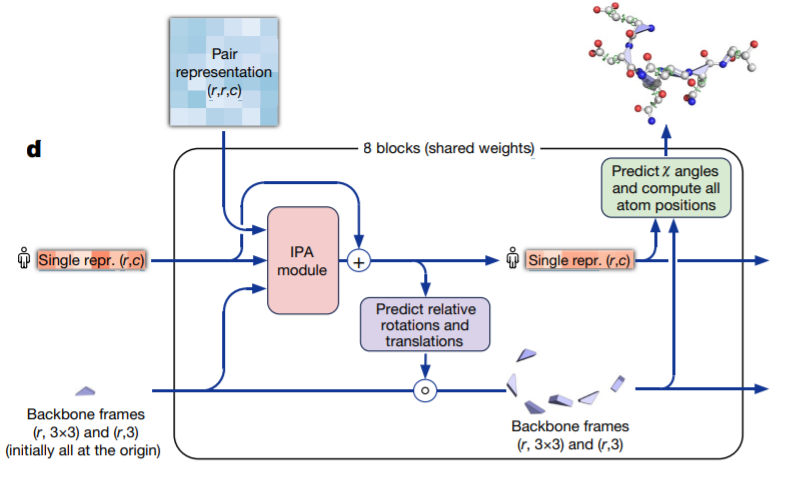 Pair
representation
(r,r,c)
d
8 blocks (shared weights)
Predict χ angles
and compute all
atom positions
Single repr. (r,c)
IPA
module
+
Single repr. (r,c)
Predict relative
rotations and
translations
Backbone frames
(r, 3×3) and (r,3)
(initially all at the origin)
Backbone frames
(r, 3×3) and (r,3)